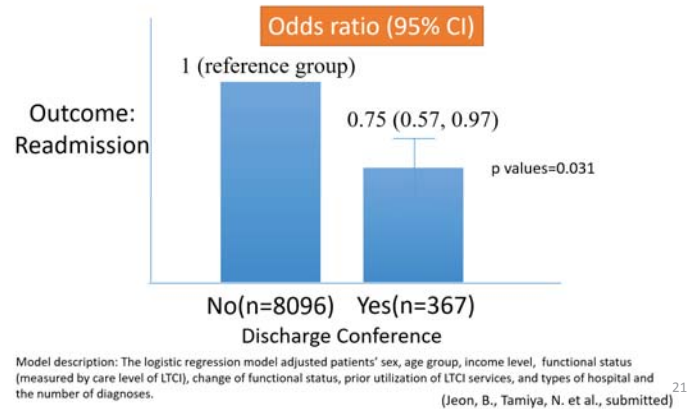 Odds ratio (95% CI)
1 (reference group)
Outcome:
Readmission
0.75 (0.57, 0.97)
p values=0.031
No(n=8096) Yes(n=367)
Discharge Conference
Model description: The logistic regression model adjusted patients' sex, age group, income level, functional status
(measured by care level of LTCI), change of functional status, prior utilization of LTCI services, and types of hospital and
the number of diagnoses.
21
(Jeon, B., Tamiya, N. et al., submitted)